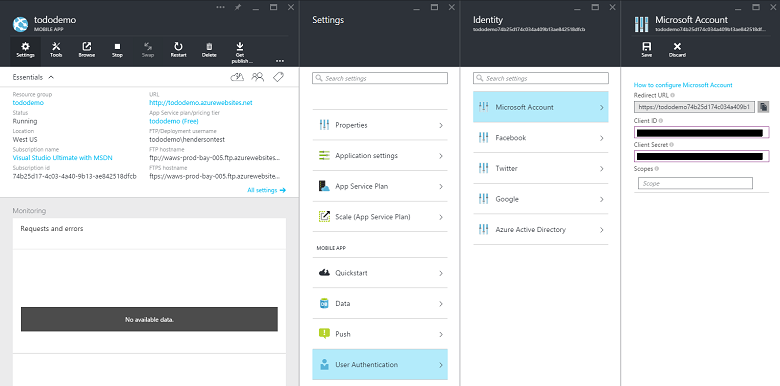 tododemo
MOBILE APP
Settings
Tools
Browse
Stop
Swap
Restart
Delete
Get publish...
Essentials
Resource group
tododemo
URL
http://tododemo.azurewebsites.net
Status
Running
App Service plan/pricing tier
tododemo (Free)
Location
West US
FTP/Deployment username
tododemo\hendersontest
Subscription name
Visual Studio Ultimate with MSDN
FTP hostname
ftp://waws-prod-bay-005.ftp.azurewebsites...
Subscription id
74b25d17-4c03-4a40-9b13-ae842518dfcb
FTPS hostname
ftps://waws-prod-bay-005.ftp.azurewebsite...
All settings →
Monitoring
Requests and errors
No available data.
Settings
Search settings
Properties
Application settings
App Service Plan
Scale (App Service Plan)
MOBILE APP
Quickstart
Data
Push
User Authentication
Identity
tododemo74b25d174c034a409b13ae842518dfcb
Search settings
Microsoft Account
Facebook
Twitter
Google
Azure Active Directory
Microsoft Account
tododemo74b25d174c034a409b13ae842518df...
Save
Discard
How to configure Microsoft Account
Redirect URL
https://tododemo74b25d174c034a409b1
Client ID
Client Secret
Scopes
Scope